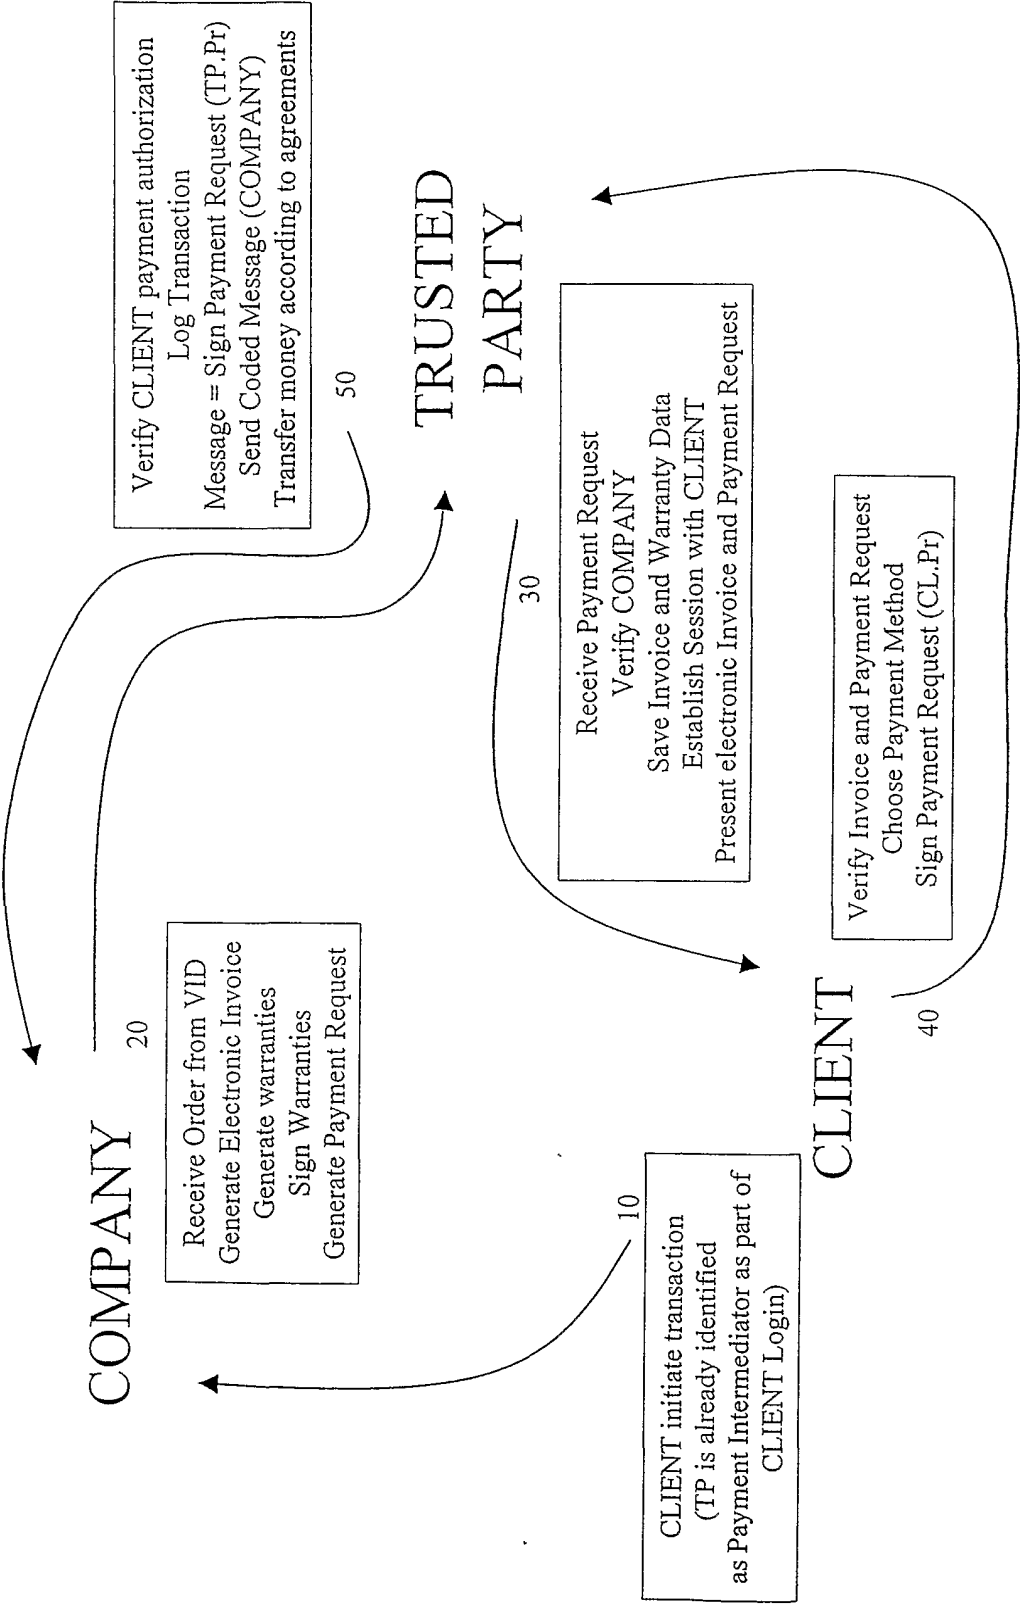 COMPANY
20
Receive Order from VID
Generate Electronic Invoice
Generate warranties
Sign Warranties
Generate Payment Request
Verify CLIENT payment authorization
Log Transaction
Message = Sign Payment Request (TP.Pr)
Send Coded Message (COMPANY)
Transfer money according to agreements
50
TRUSTED
PARTY
30
Receive Payment Request
Verify COMPANY
Save Invoice and Warranty Data
Establish Session with CLIENT
Present electronic Invoice and Payment Request
10
CLIENT initiate transaction
(TP is already identified
as Payment Intermediator as part of
CLIENT Login)
CLIENT
40
Verify Invoice and Payment Request
Choose Payment Method
Sign Payment Request (CL.Pr)